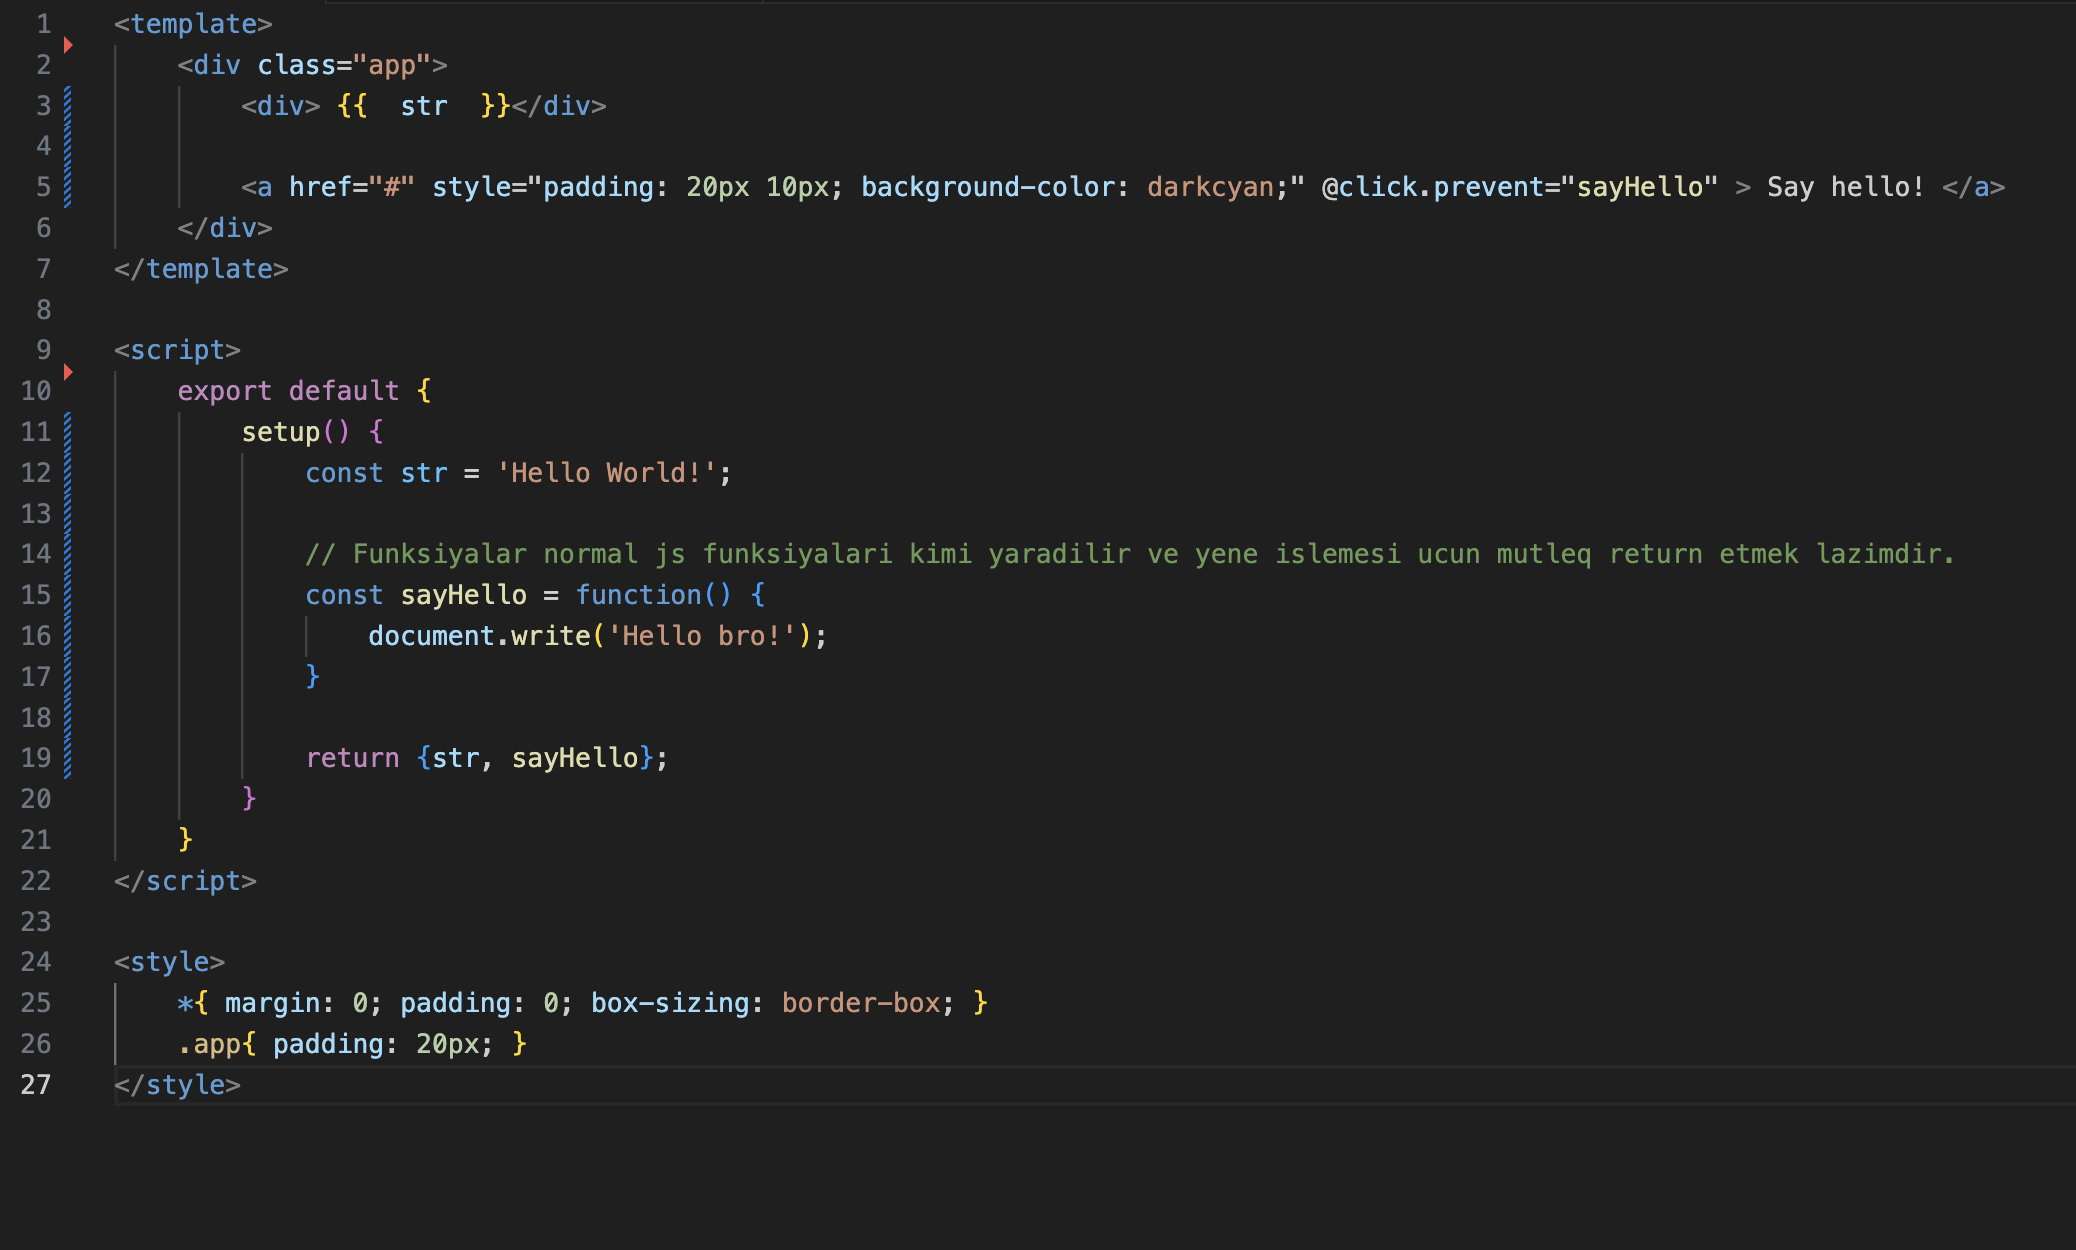 1 <template>
2     <div class="app">
3         <div> {{  str  }}</div>
4
5         <a href="#" style="padding: 20px 10px; background-color: darkcyan;" @click.prevent="sayHello" > Say hello! </a>
6     </div>
7 </template>
8
9 <script>
10     export default {
11         setup() {
12             const str = 'Hello World!';
13
14             // Funksiyalar normal js funksiyalari kimi yaradilir ve yene islemesi ucun mutleq return etmek lazimdir.
15             const sayHello = function() {
16                 document.write('Hello bro!');
17             }
18
19             return {str, sayHello};
20         }
21     }
22 </script>
23
24 <style>
25     *{ margin: 0; padding: 0; box-sizing: border-box; }
26     .app{ padding: 20px; }
27 </style>